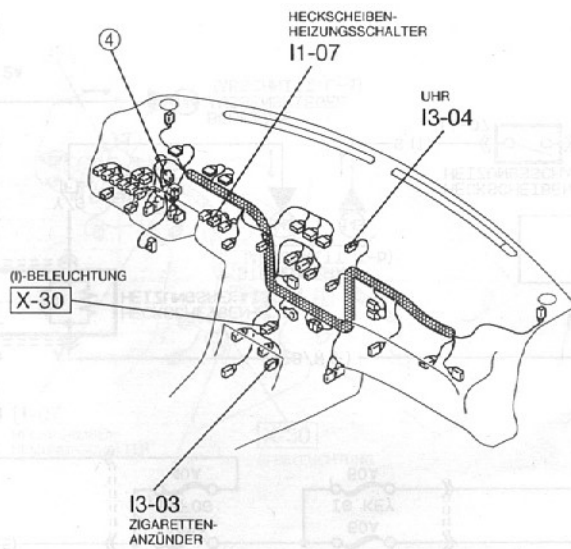 HECKSCHEIBEN-
HEIZUNGSSCHALTER
I1-07
4
UHR
I3-04
(I)-BELEUCHTUNG
X-30
I3-03
ZIGARETTEN-
ANZÜNDER